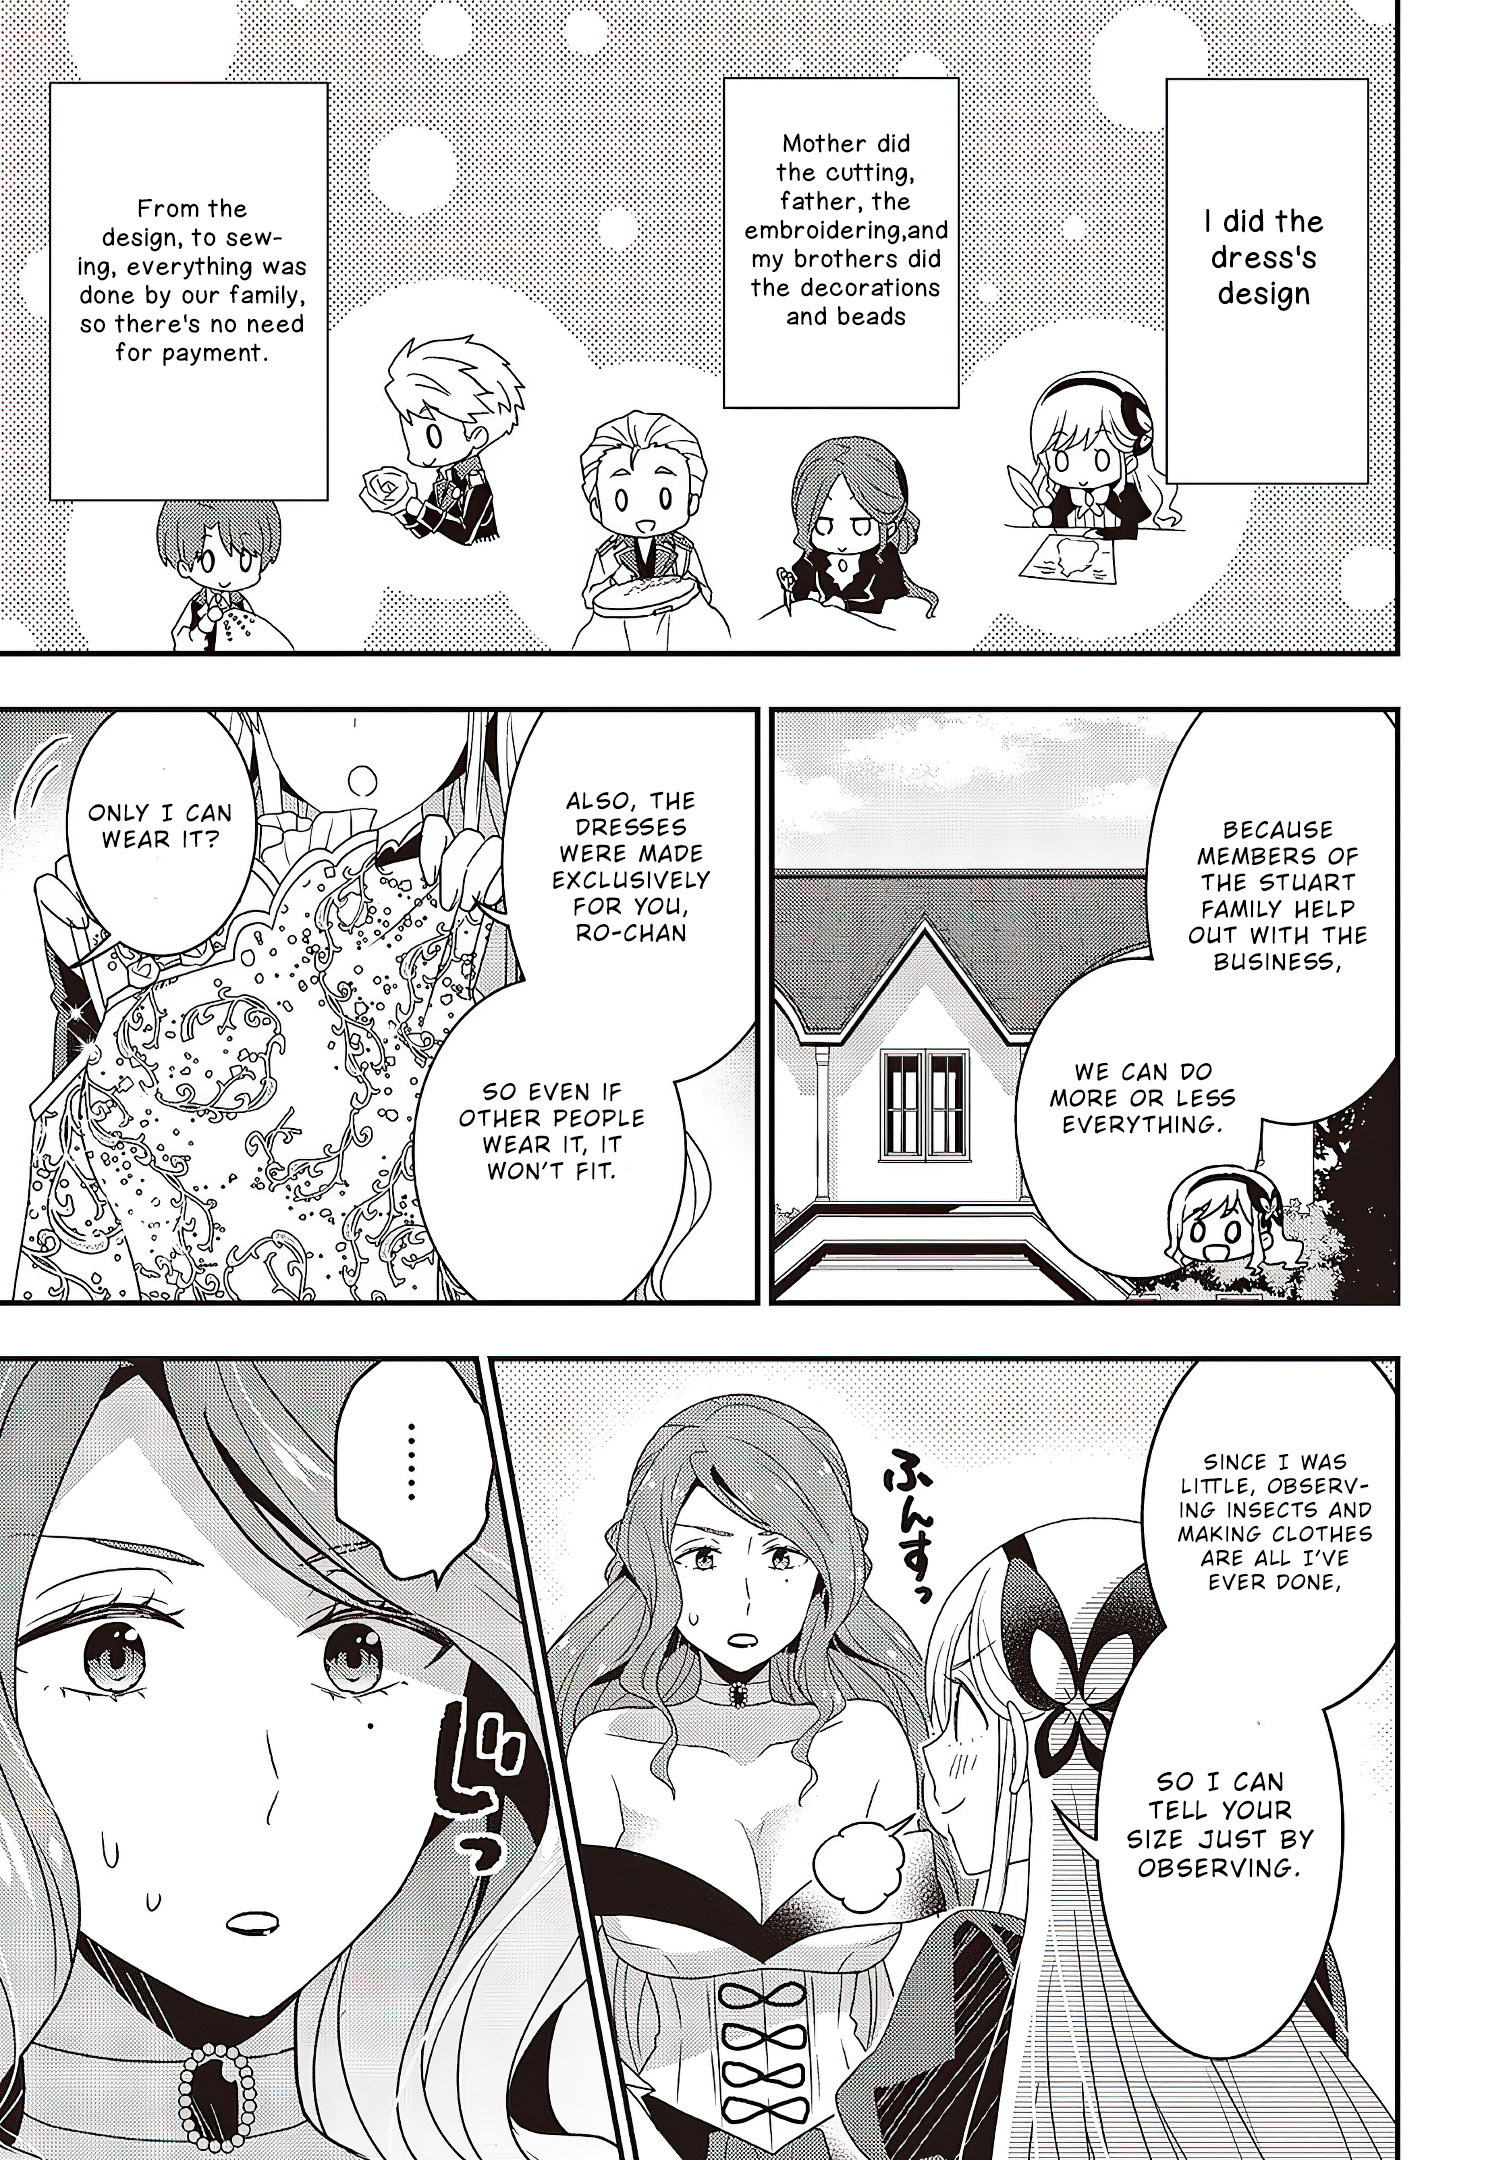 I did the
dress's
design
Mother did
the cutting,
father, the
embroidering,and
my brothers did
the decorations
and beads
From the
design, to sew-
ing, everything was
done by our family,
so there's no need
for payment.
BECAUSE
MEMBERS OF
THE STUART
FAMILY HELP
OUT WITH THE
BUSINESS,
WE CAN DO
MORE OR LESS
EVERYTHING.
ALSO, THE
DRESSES
WERE MADE
EXCLUSIVELY
FOR YOU,
RO-CHAN
SO EVEN IF
OTHER PEOPLE
WEAR IT, IT
WON'T FIT.
ONLY I CAN
WEAR IT?
SINCE I WAS
LITTLE, OBSERV-
ING INSECTS AND
MAKING CLOTHES
ARE ALL I'VE
EVER DONE,
SO I CAN
TELL YOUR
SIZE JUST BY
OBSERVING.
ふんすっ
......
じっ